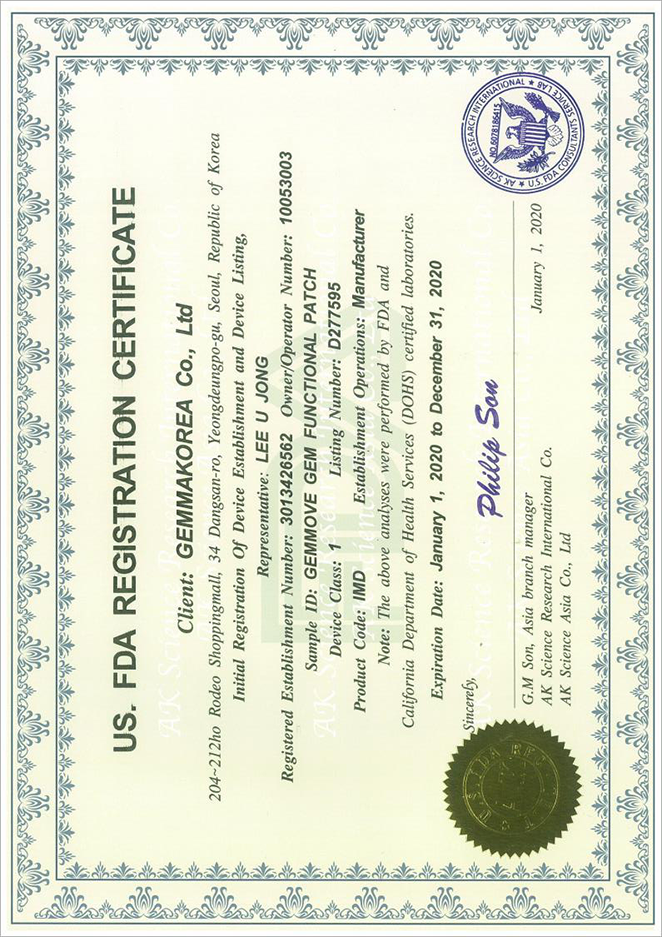 US. FDA REGISTRATION CERTIFICATE
Client: GEMMAKOREA Co., Ltd
204~212ho Rodeo Shoppingmall, 34 Dangsan-ro, Yeongdeungpo-gu, Seoul, Republic of Korea
Initial Registration Of Device Establishment and Device Listing,
Representative: LEE U JONG
Registered Establishment Number: 3013426562 Owner/Operator Number: 10053003
Sample ID: GEMMOVE GEM FUNCTIONAL PATCH
Device Class: 1 Listing Number: D277595
Product Code: IMD Establishment Operations: Manufacturer
Note: The above analyses were performed by FDA and
California Department of Health Services (DOHS) certified laboratories.
Expiration Date: January 1, 2020 to December 31, 2020
Sincerely,
Philip Son
January 1, 2020
G.M Son, Asia branch manager
AK Science Research International Co.
AK Science Asia Co., Ltd
AK SCIENCE RESEARCH INTERNATIONAL
NO.6078186415
U.S. FDA CONSULTANTS SERVICE LAB